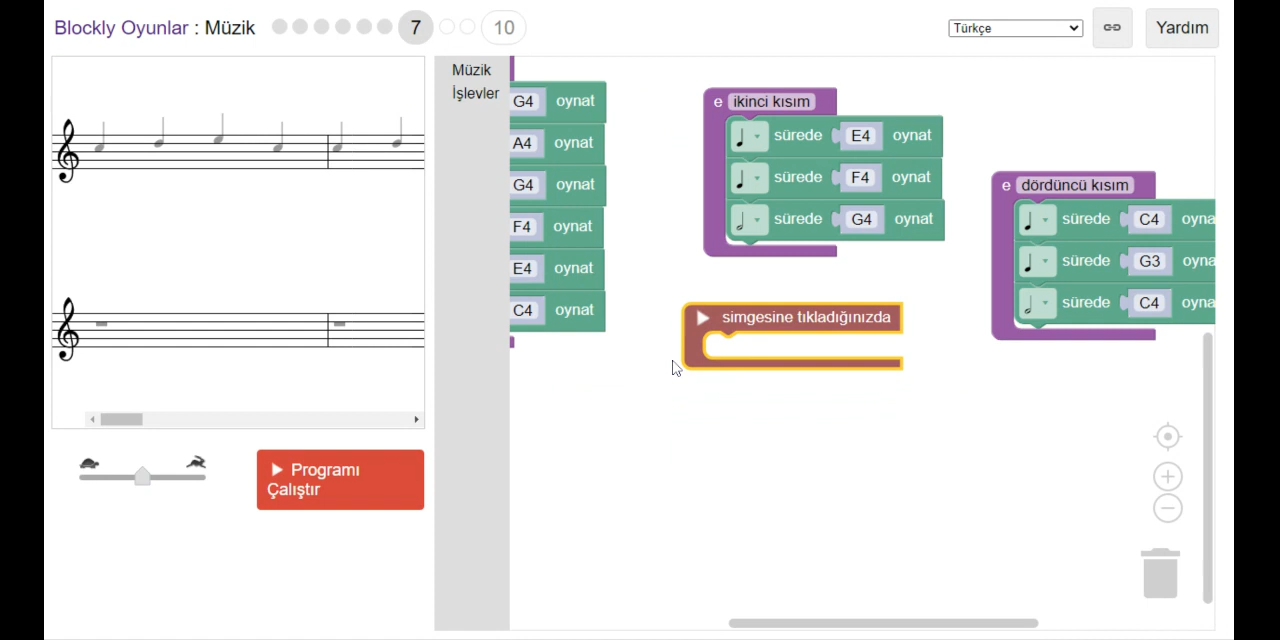 Blockly Oyunlar : Müzik
7
10
Türkçe
Yardım
Müzik
İşlevler
G4 oynat
A4 oynat
G4 oynat
F4 oynat
E4 oynat
C4 oynat
e ikinci kısım
sürede E4 oynat
sürede F4 oynat
sürede G4 oynat
e dördüncü kısım
sürede C4 oyna
sürede G3 oyna
sürede C4 oyna
simgesine tıkladığınızda
Programı
Çalıştır